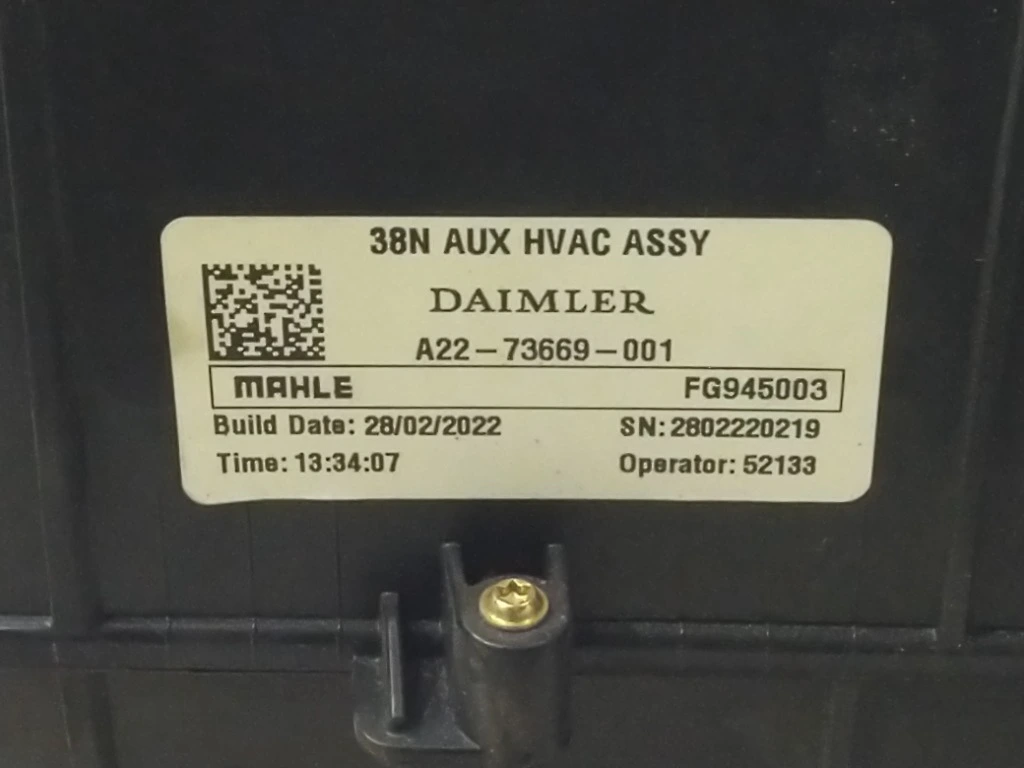 38N AUX HVAC ASSY
DAIMLER
A22-73669-001
MAHLE FG945003
Build Date: 28/02/2022 SN: 2802220219
Time: 13:34:07 Operator: 52133